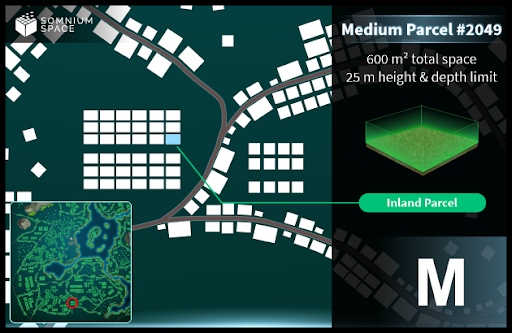 SOMNIUM
SPACE
Medium Parcel #2049
600 m² total space
25 m height & depth limit
Inland Parcel
M